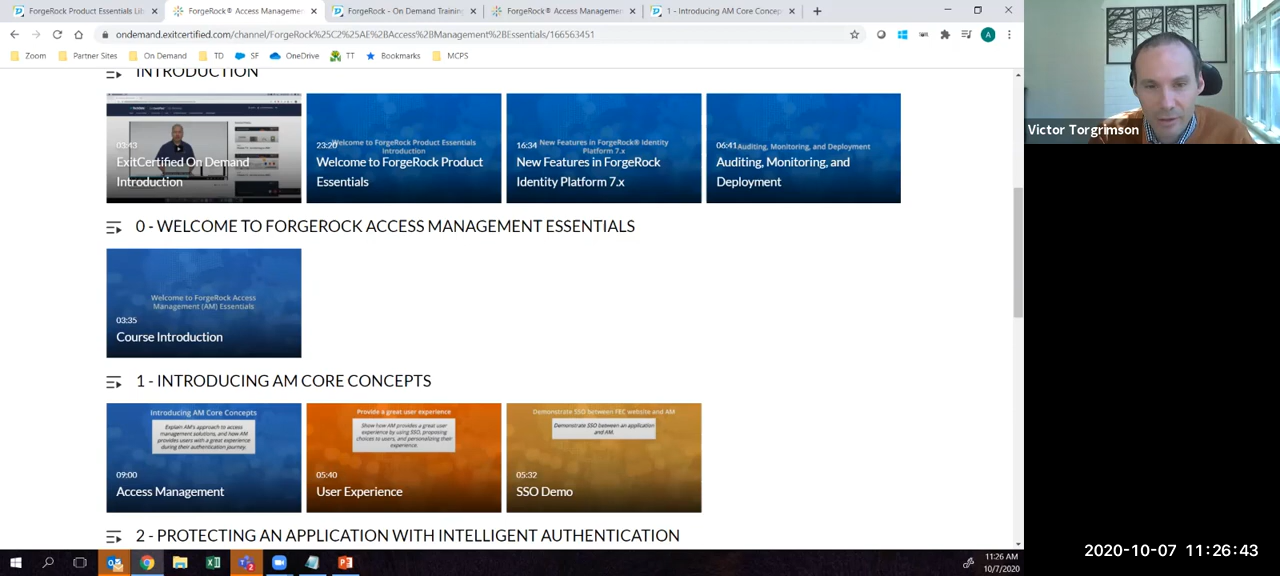 ForgeRock Product Essentials Lib
ForgeRock® Access Managemen
ForgeRock - On Demand Training
ForgeRock® Access Managemen
1 - Introducing AM Core Concep
ondemand.exitcertified.com/channel/ForgeRock%25C2%25AE%2BAccess%2BManagement%2BEssentials/166563451
Zoom
Partner Sites
On Demand
TD
SF
OneDrive
TT
Bookmarks
MCPS
INTRODUCTION
03:43
ExitCertified On Demand
Introduction
Welcome to ForgeRock Product Essentials
Introduction
23:20
Welcome to ForgeRock Product
Essentials
New Features in ForgeRock® Identity
Platform 7.x
16:34
New Features in ForgeRock
Identity Platform 7.x
Auditing, Monitoring, and Deployment
06:41
Auditing, Monitoring, and
Deployment
0 - WELCOME TO FORGEROCK ACCESS MANAGEMENT ESSENTIALS
Welcome to ForgeRock Access
Management (AM) Essentials
03:35
Course Introduction
1 - INTRODUCING AM CORE CONCEPTS
Introducing AM Core Concepts
Explain AM's approach to access
management solutions, and how AM
provides users with a great experience
during their authentication journey.
09:00
Access Management
Provide a great user experience
Show how AM provides a great user
experience by using SSO, proposing
choices to users, and personalizing their
experience.
05:40
User Experience
Demonstrate SSO between FEC website and AM
Demonstrate SSO between an application
and AM.
05:32
SSO Demo
2 - PROTECTING AN APPLICATION WITH INTELLIGENT AUTHENTICATION
11:26 AM
10/7/2020
Victor Torgrimson
2020-10-07 11:26:43